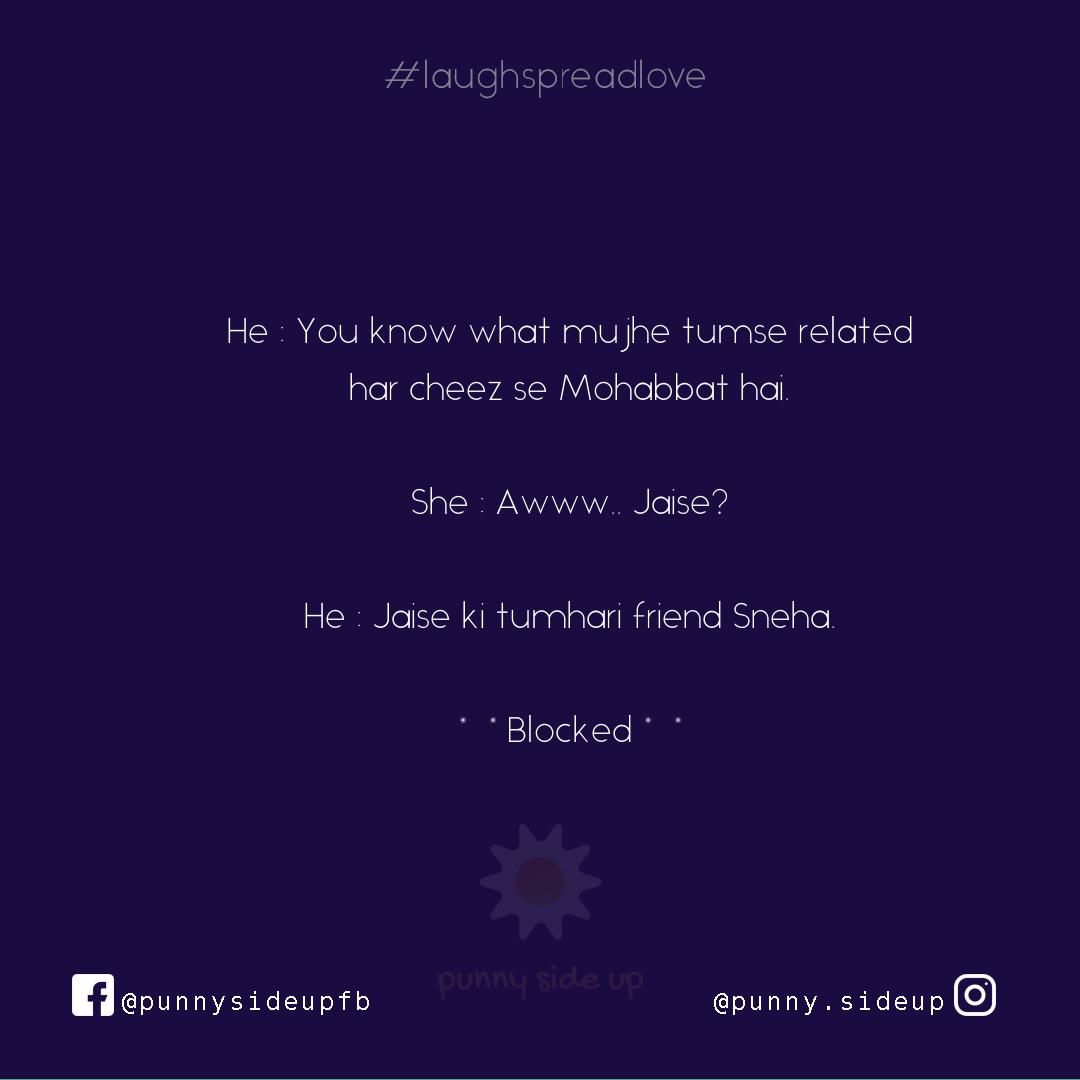 #laughspreadlove
He : You know what mujhe tumse related
har cheez se Mohabbat hai.
She : Awww.. Jaise?
He : Jaise ki tumhari friend Sneha.
* *Blocked* *
punny side up
@punnysideupfb
@punny.sideup